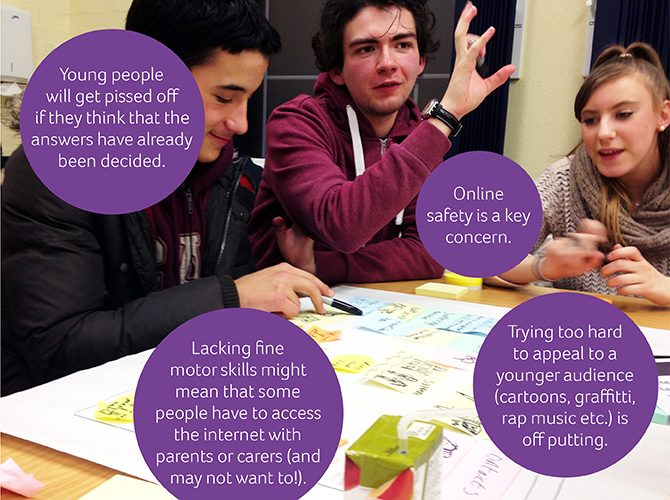 Young people
will get pissed off
if they think that the
answers have already
been decided.
Online
safety is a key
concern.
Lacking fine
motor skills might
mean that some
people have to access
the internet with
parents or carers (and
may not want to!).
Trying too hard
to appeal to a
younger audience
(cartoons, graffitti,
rap music etc.) is
off putting.